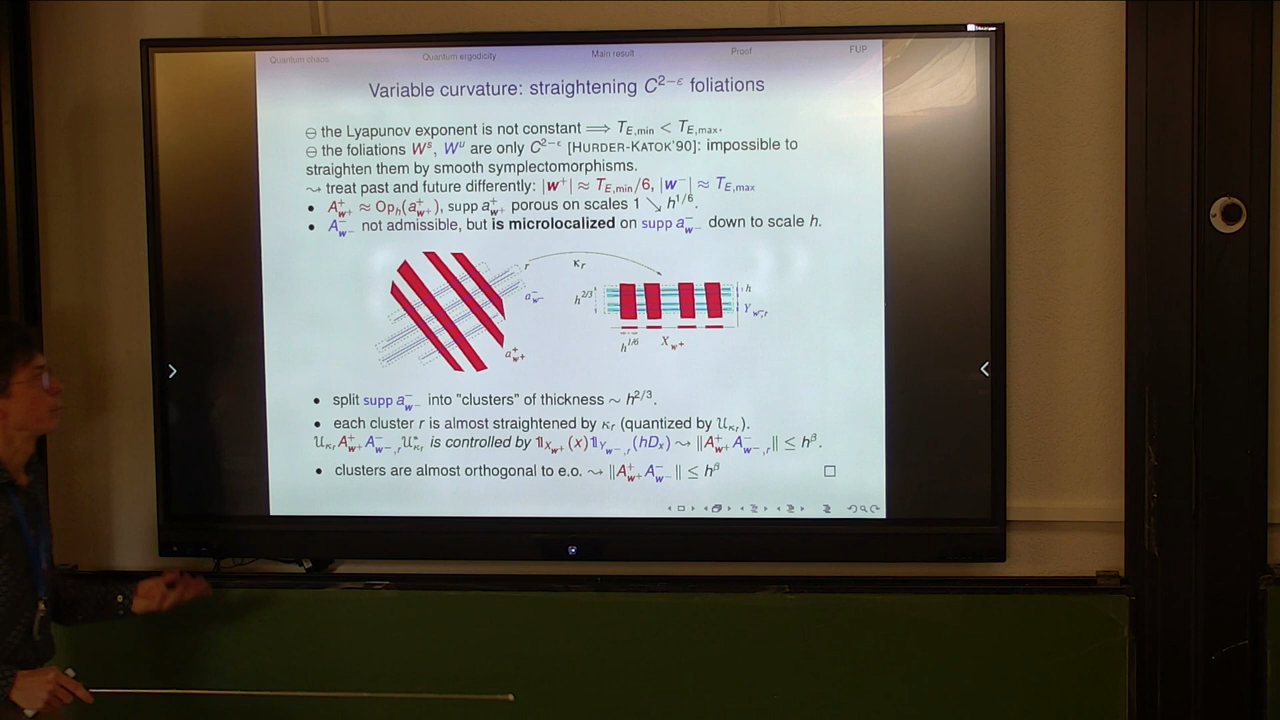 Quantum chaos Quantum ergodicity Main result Proof FUP
Variable curvature: straightening C^{2−ε} foliations
⊖ the Lyapunov exponent is not constant ⟹ T_{E,min} < T_{E,max}.
⊖ the foliations W^s, W^u are only C^{2−ε} [HURDER-KATOK'90]: impossible to
straighten them by smooth symplectomorphisms.
⇝ treat past and future differently: |w^+| ≈ T_{E,min}/6, |w^−| ≈ T_{E,max}
• A^+_{w^+} ≈ Op_h(a^+_{w^+}), supp a^+_{w^+} porous on scales 1 ↘ h^{1/6}.
• A^−_{w^−} not admissible, but is microlocalized on supp a^−_{w^−} down to scale h.
r κ_r
a^−_{w^−} h^{2/3} h
Y_{w^−,r}
a^+_{w^+} h^{1/6} X_{w^+}
• split supp a^−_{w^−} into "clusters" of thickness ∼ h^{2/3}.
• each cluster r is almost straightened by κ_r (quantized by U_{κ_r}).
U_{κ_r} A^+_{w^+} A^−_{w^−,r} U^*_{κ_r} is controlled by 𝟙_{X_{w^+}}(x) 𝟙_{Y_{w^−,r}}(hD_x) ⇝ ‖A^+_{w^+} A^−_{w^−,r}‖ ≤ h^β.
• clusters are almost orthogonal to e.o. ⇝ ‖A^+_{w^+} A^−_{w^−}‖ ≤ h^β □